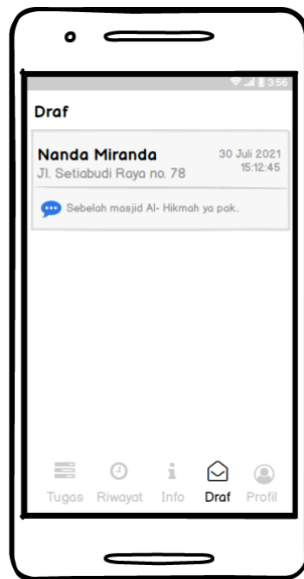 3:56
Draf
Nanda Miranda
30 Juli 2021
Jl. Setiabudi Raya no. 78
15:12:45
Sebelah masjid Al- Hikmah ya pak..
Tugas Riwayat Info Draf Profil